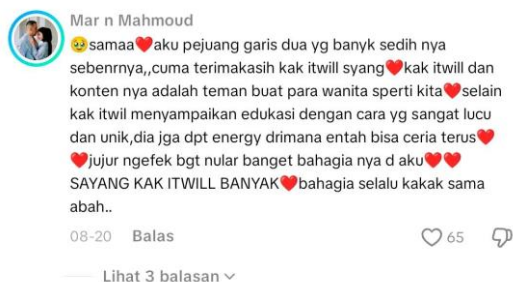 Mar n Mahmoud
🥹samaa❤️aku pejuang garis dua yg banyk sedih nya
sebenrnya,,cuma terimakasih kak itwill syang❤️kak itwill dan
konten nya adalah teman buat para wanita sperti kita❤️selain
kak itwil menyampaikan edukasi dengan cara yg sangat lucu
dan unik,dia jga dpt energy drimana entah bisa ceria terus❤️
❤️jujur ngefek bgt nular banget bahagia nya d aku❤️❤️
SAYANG KAK ITWILL BANYAK❤️bahagia selalu kakak sama
abah..
08-20 Balas 65
Lihat 3 balasan